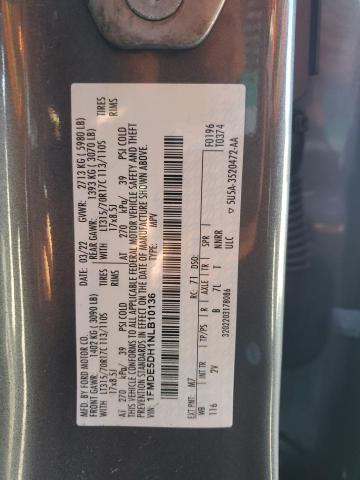 MFD. BY FORD MOTOR CO.
DATE: 03/22 GVWR: 2713 KG ( 5980 LB)
FRONT GAWR: 1402 KG ( 3090 LB) REAR GAWR: 1393 KG ( 3070 LB)
WITH LT315/70R17C 113/110S TIRES WITH LT315/70R17C 113/110S TIRES
17x8.5J RIMS 17x8.5J RIMS
AT 270 kPa/ 39 PSI COLD AT 270 kPa/ 39 PSI COLD
THIS VEHICLE CONFORMS TO ALL APPLICABLE FEDERAL MOTOR VEHICLE SAFETY AND THEFT
PREVENTION STANDARDS IN EFFECT ON THE DATE OF MANUFACTURE SHOWN ABOVE.
VIN: 1FMDE5DH1NLB10136 TYPE: MPV
F0196
T0374
EXT PNT: M7 RC: 71 DSO:
WB TP/PS R AXLE TR SPR
116 2V B 7L T NNRR
3202203178086 ULC
5U5A-3520472-AA